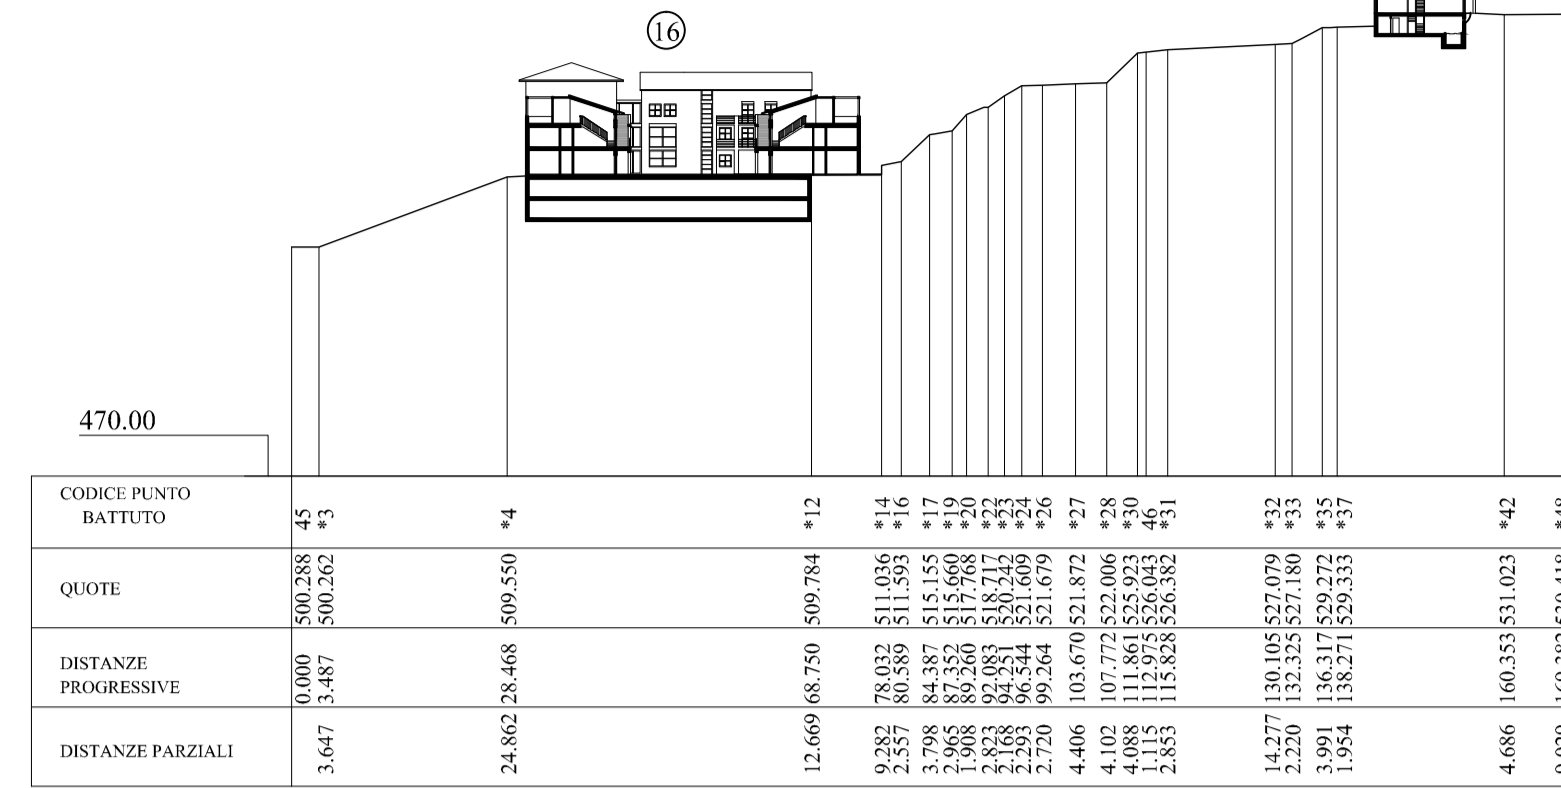 16
470.00
CODICE PUNTO
BATTUTO
45 *3 *4 *12 *14 *16 *17 *19 *20 *22 *23 *24 *26 *27 *28 *30 46 *31 *32 *33 *35 *37 *42
QUOTE
500.288 500.262 509.550 509.784 511.036 511.593 515.155 515.660 517.768 518.717 520.242 521.609 521.679 521.872 522.006 525.923 526.043 526.382 527.079 527.180 529.272 529.333 531.023
DISTANZE
PROGRESSIVE
0.000 3.487 28.468 68.750 78.032 80.589 84.387 87.352 89.260 92.083 94.251 96.544 99.264 103.670 107.772 111.861 112.975 115.828 130.105 132.325 136.317 138.271 160.353
DISTANZE PARZIALI
3.647 24.862 12.669 9.282 2.557 3.798 2.965 1.908 2.823 2.168 2.293 2.720 4.406 4.102 4.088 1.115 2.853 14.277 2.220 3.991 1.954 4.686